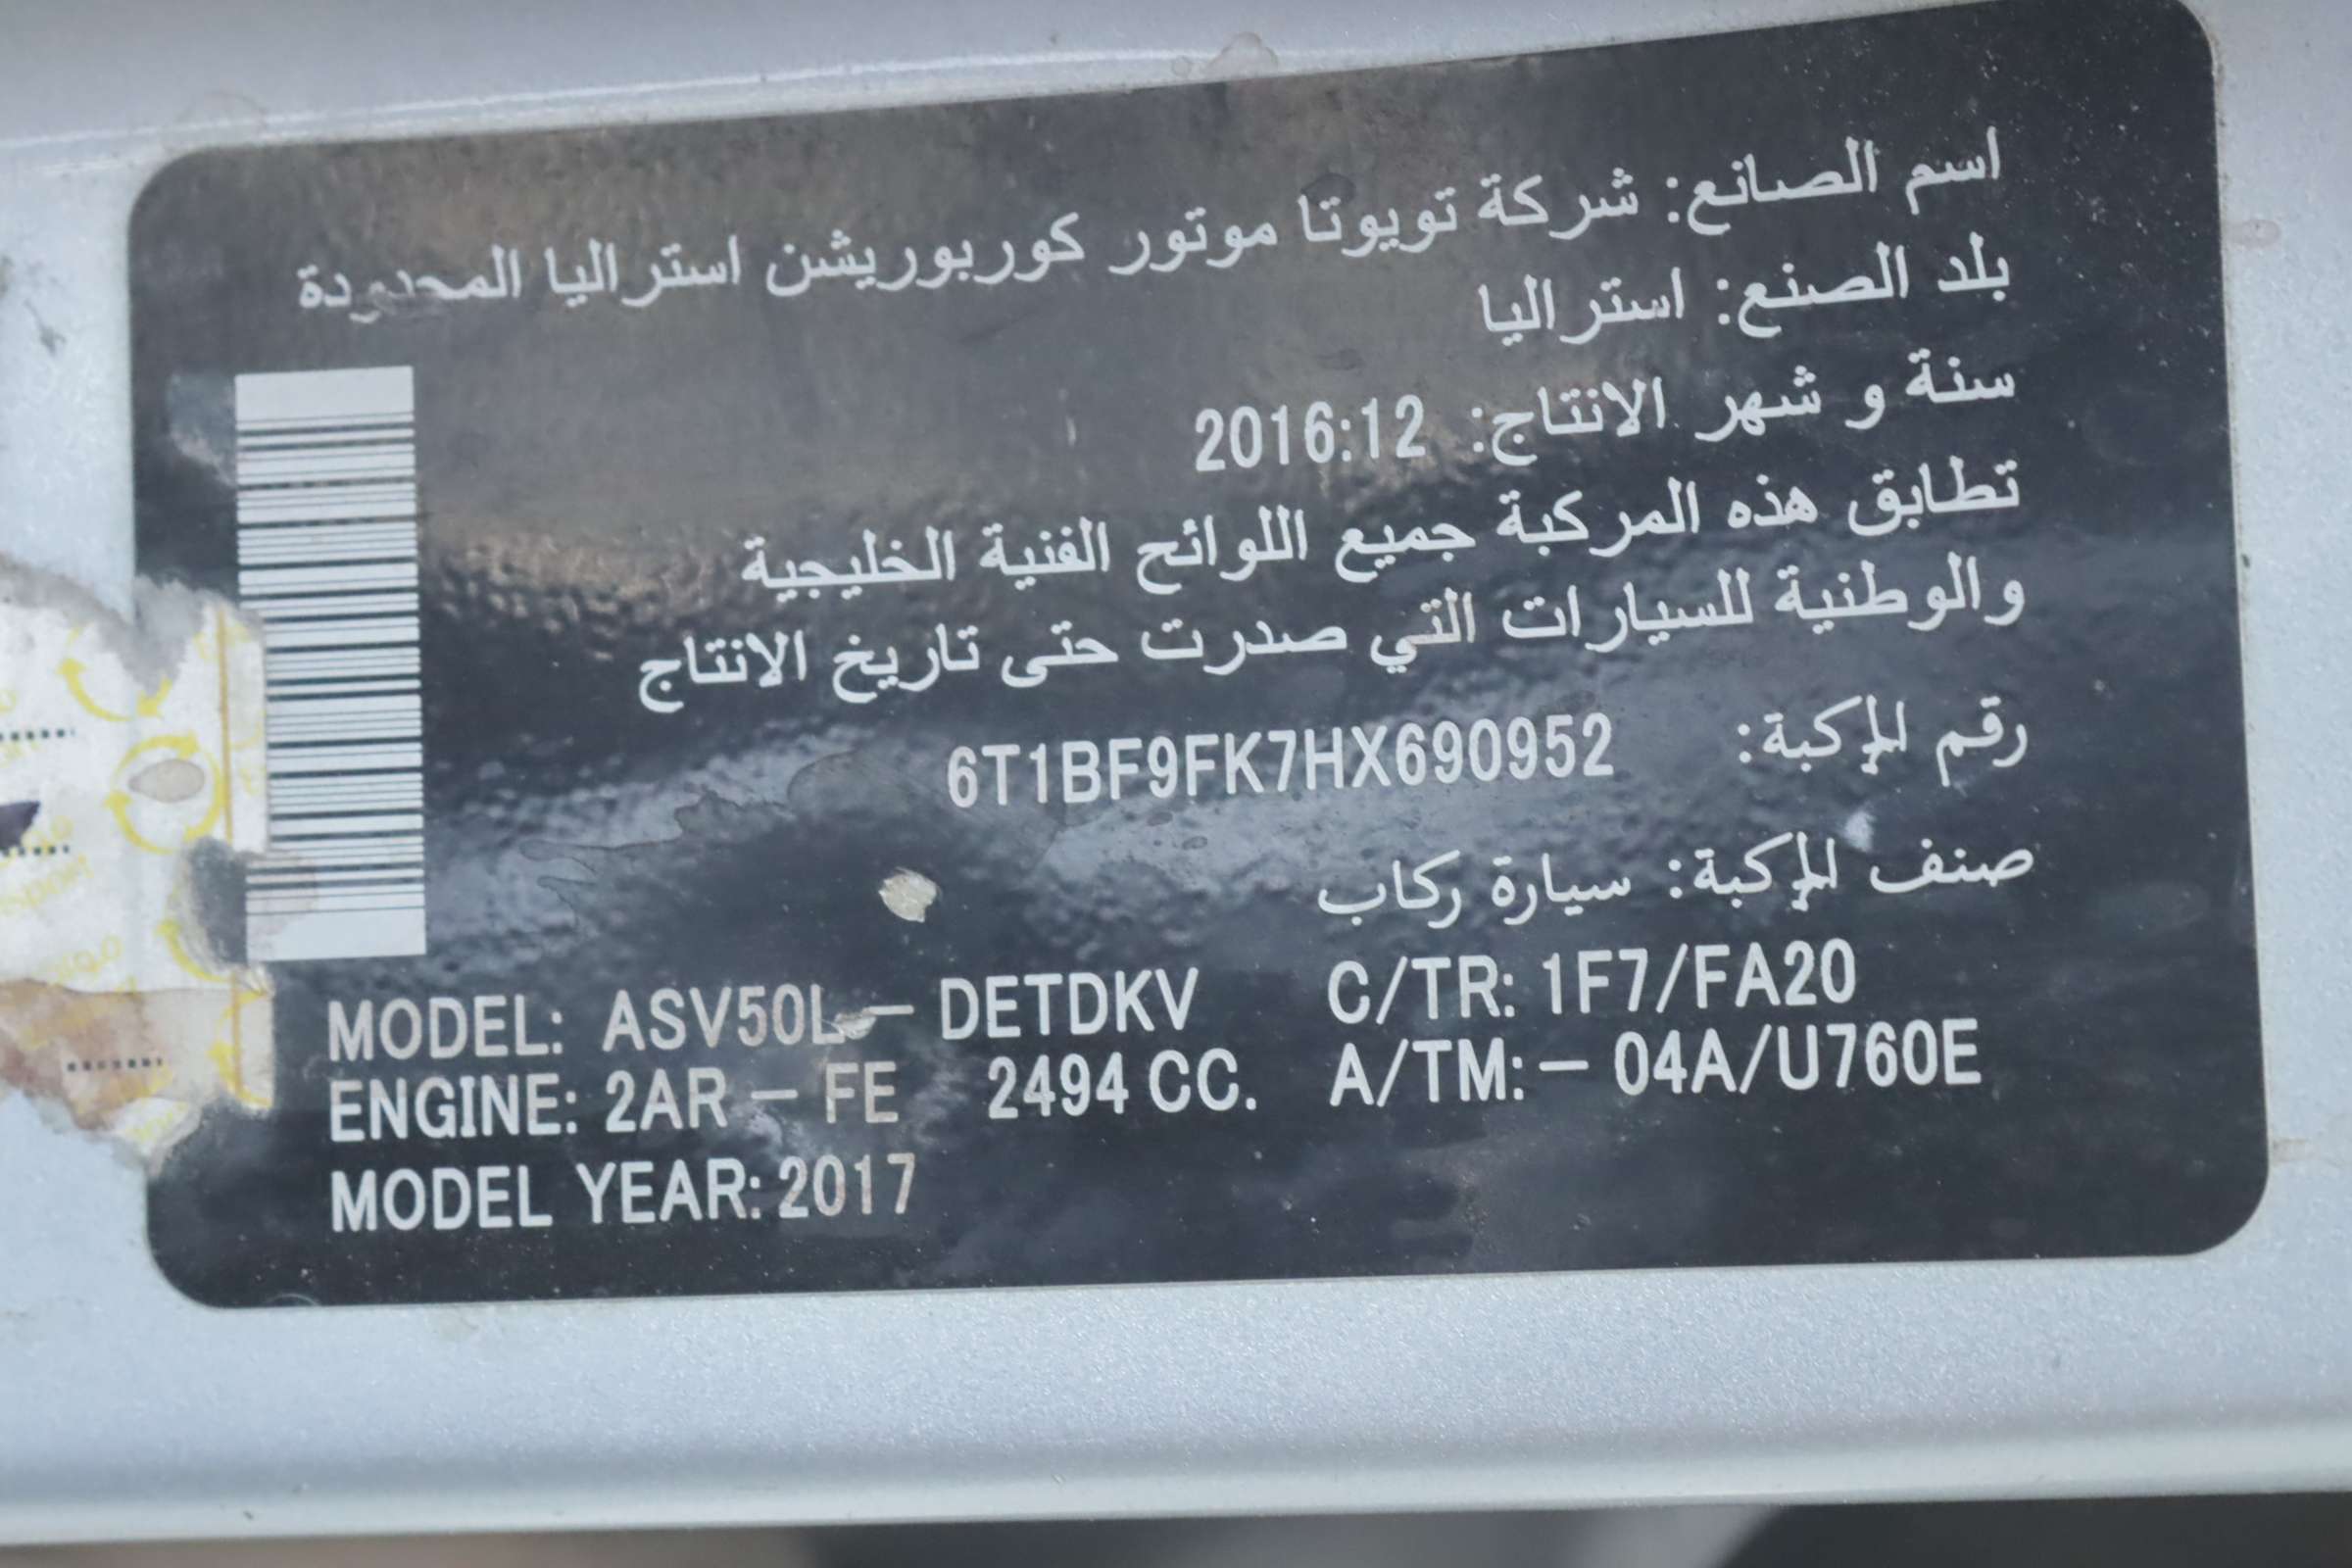 اسم الصانع: شركة تويوتا موتور كوربوريشن استراليا المحدودة
بلد الصنع: استراليا
سنة و شهر الانتاج: 2016:12
تطابق هذه المركبة جميع اللوائح الفنية الخليجية
والوطنية للسيارات التي صدرت حتى تاريخ الانتاج
رقم المركبة: 6T1BF9FK7HX690952
صنف المركبة: سيارة ركاب
MODEL: ASV50L – DETDKV C/TR: 1F7/FA20
ENGINE: 2AR – FE 2494 CC. A/TM: – 04A/U760E
MODEL YEAR: 2017